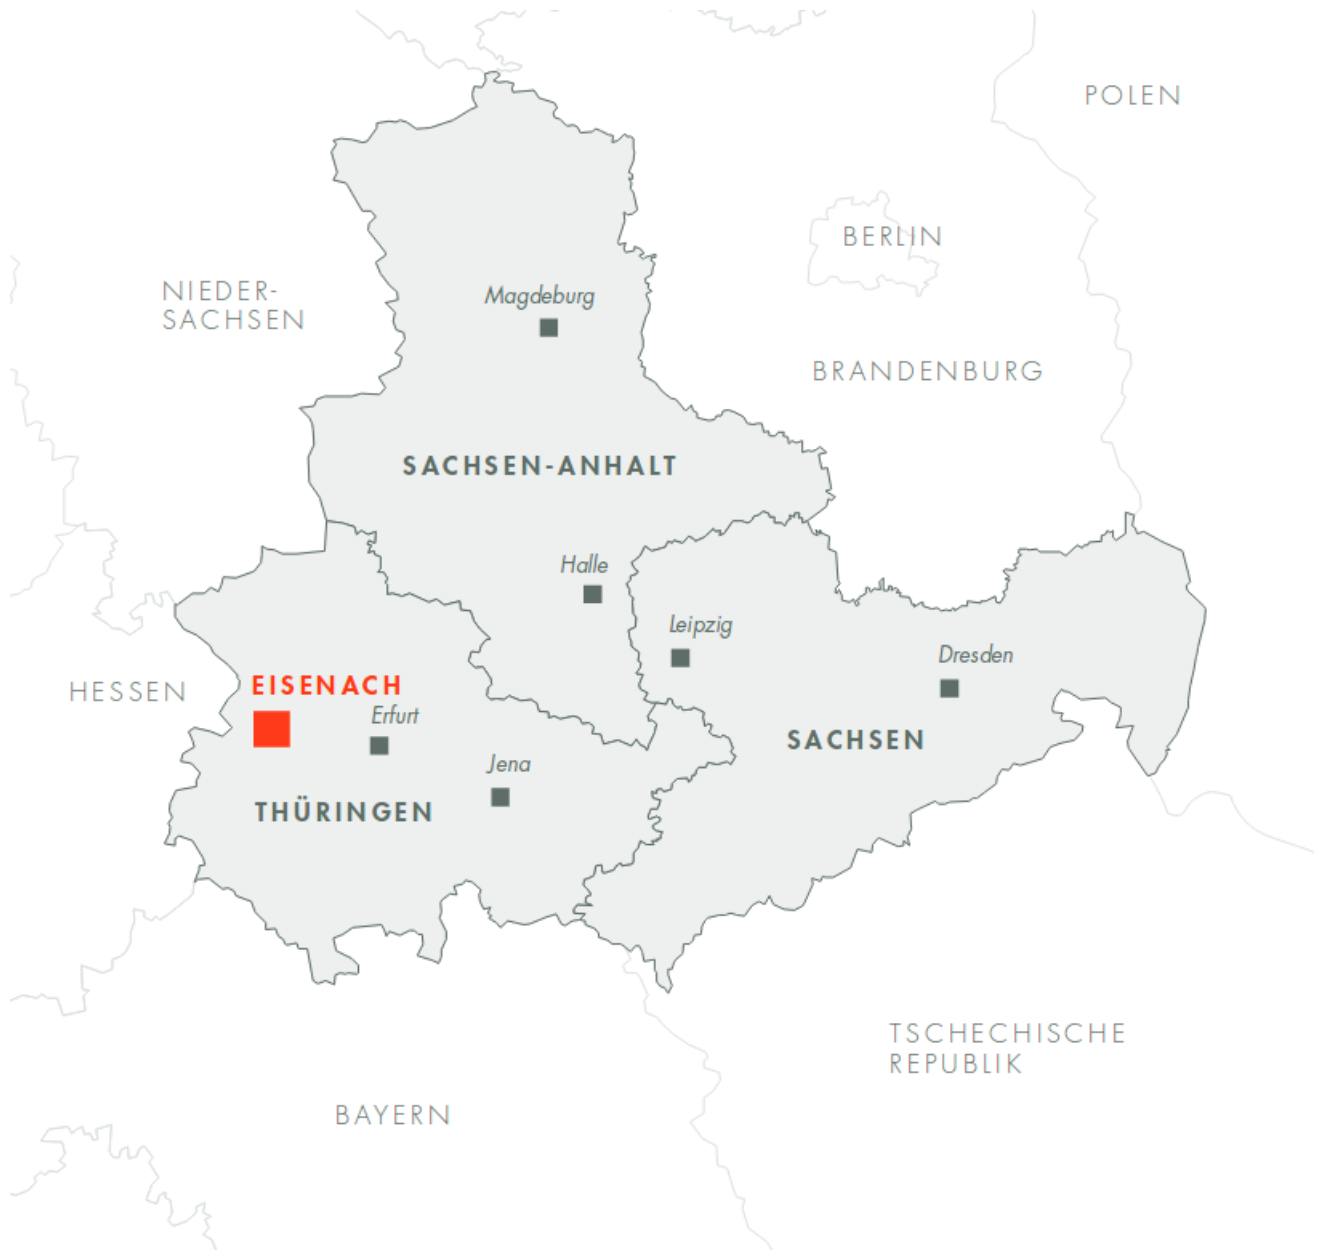 POLEN
BERLIN
NIEDER-
SACHSEN
Magdeburg
BRANDENBURG
SACHSEN-ANHALT
Halle
Leipzig
Dresden
HESSEN
EISENACH
Erfurt
SACHSEN
Jena
THÜRINGEN
TSCHECHISCHE
REPUBLIK
BAYERN